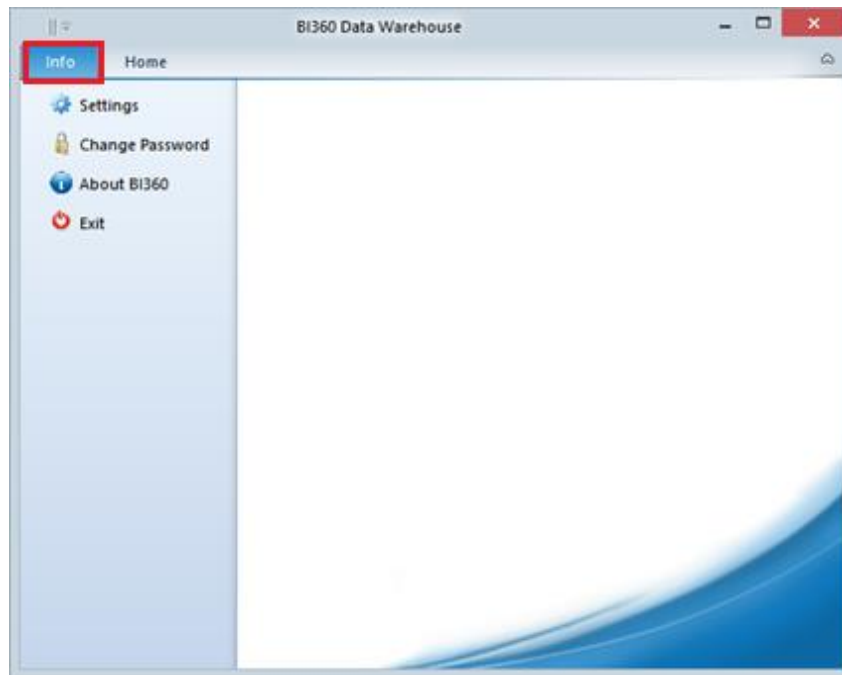 BI360 Data Warehouse
Info Home
Settings
Change Password
About BI360
Exit